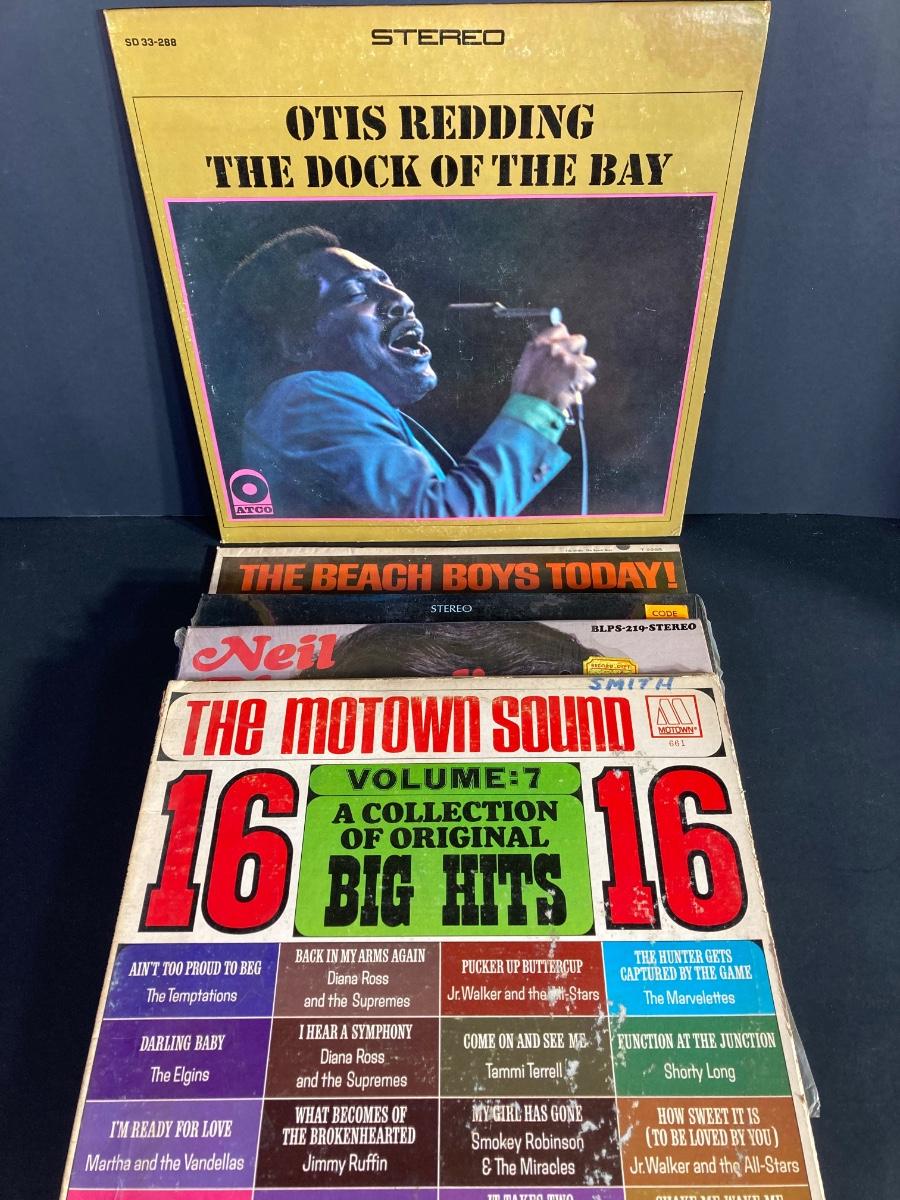 SD 33-288
STEREO
OTIS REDDING
THE DOCK OF THE BAY
ATCO
THE BEACH BOYS TODAY!
STEREO
CODE
BLPS-219-STEREO
Neil
SMITH
THE MOTOWN SOUND
MOTOWN
661
16
VOLUME:7
A COLLECTION
OF ORIGINAL
BIG HITS
16
AIN'T TOO PROUD TO BEG
The Temptations
BACK IN MY ARMS AGAIN
Diana Ross
and the Supremes
PUCKER UP BUTTERCUP
Jr. Walker and the All-Stars
THE HUNTER GETS
CAPTURED BY THE GAME
The Marvelettes
DARLING BABY
The Elgins
I HEAR A SYMPHONY
Diana Ross
and the Supremes
COME ON AND SEE ME
Tammi Terrell
FUNCTION AT THE JUNCTION
Shorty Long
I'M READY FOR LOVE
Martha and the Vandellas
WHAT BECOMES OF
THE BROKENHEARTED
Jimmy Ruffin
MY GIRL HAS GONE
Smokey Robinson
& The Miracles
HOW SWEET IT IS
(TO BE LOVED BY YOU)
Jr. Walker and the All-Stars
IT TAKES TWO
SHAKE ME WAKE ME